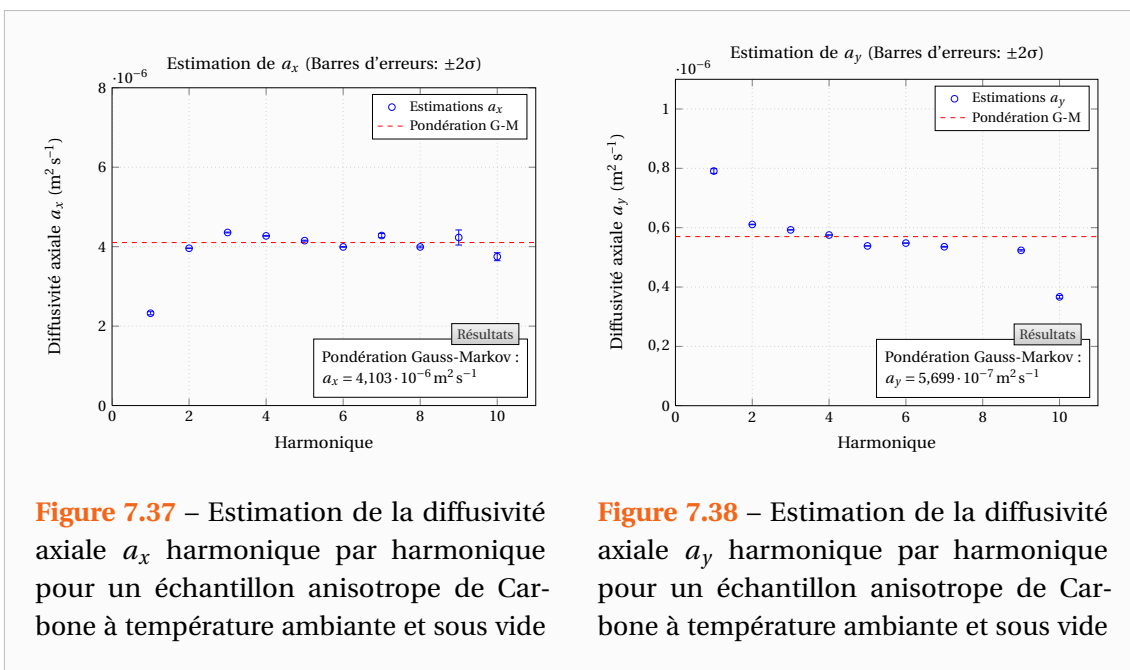 Estimation de a_x (Barres d'erreurs: ±2σ)
·10⁻⁶
8
6
4
2
0
Diffusivité axiale a_x (m² s⁻¹)
Estimations a_x
Pondération G-M
Résultats
Pondération Gauss-Markov :
a_x = 4,103 · 10⁻⁶ m² s⁻¹
0 2 4 6 8 10
Harmonique
Figure 7.37 – Estimation de la diffusivité
axiale a_x harmonique par harmonique
pour un échantillon anisotrope de Car-
bone à température ambiante et sous vide
Estimation de a_y (Barres d'erreurs: ±2σ)
·10⁻⁶
1
0,8
0,6
0,4
0,2
0
Diffusivité axiale a_y (m² s⁻¹)
Estimations a_y
Pondération G-M
Résultats
Pondération Gauss-Markov :
a_y = 5,699 · 10⁻⁷ m² s⁻¹
0 2 4 6 8 10
Harmonique
Figure 7.38 – Estimation de la diffusivité
axiale a_y harmonique par harmonique
pour un échantillon anisotrope de Car-
bone à température ambiante et sous vide